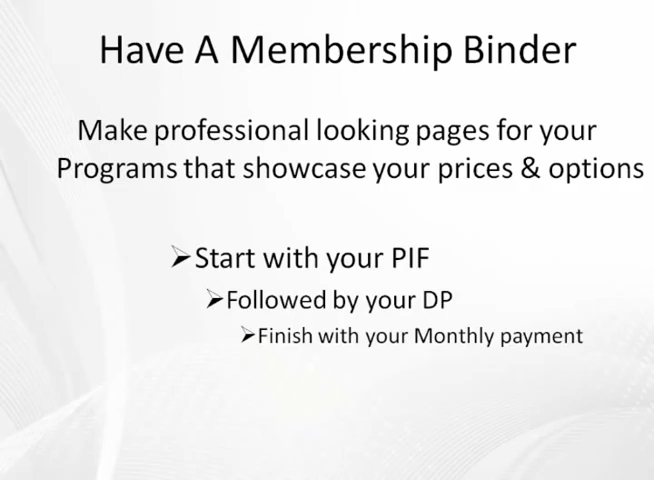 Have A Membership Binder
Make professional looking pages for your
Programs that showcase your prices & options
➢Start with your PIF
➢Followed by your DP
➢Finish with your Monthly payment